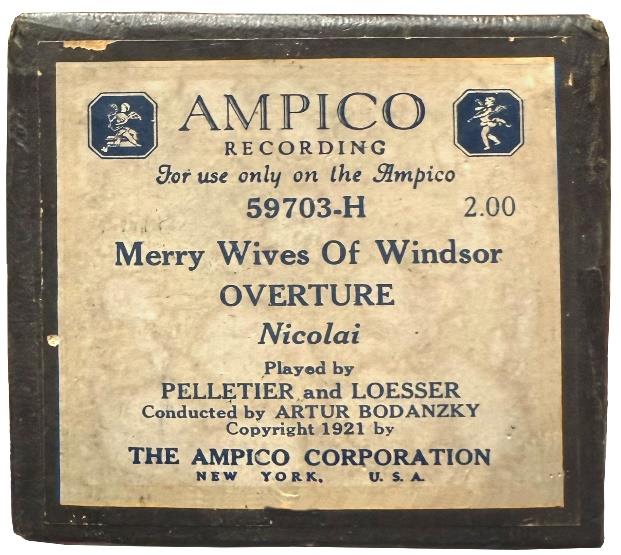 AMPICO
RECORDING
For use only on the Ampico
59703-H 2.00
Merry Wives Of Windsor
OVERTURE
Nicolai
Played by
PELLETIER and LOESSER
Conducted by ARTUR BODANZKY
Copyright 1921 by
THE AMPICO CORPORATION
NEW YORK, U. S. A.